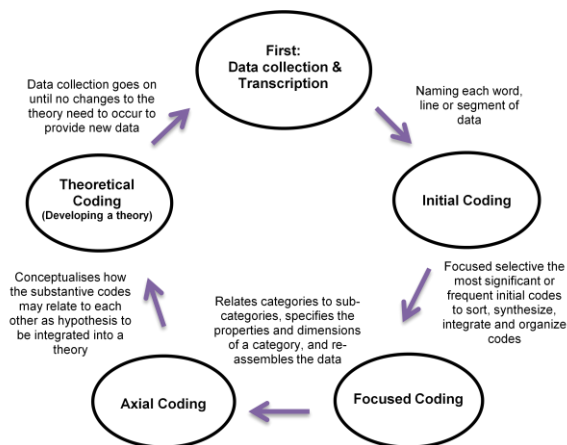 First:
Data collection &
Transcription
Naming each word,
line or segment of
data
Initial Coding
Focused selective the
most significant or
frequent initial codes
to sort, synthesize,
integrate and organize
codes
Focused Coding
Relates categories to sub-
categories, specifies the
properties and dimensions
of a category, and re-
assembles the data
Axial Coding
Conceptualises how
the substantive codes
may relate to each
other as hypothesis to
be integrated into a
theory
Theoretical
Coding
(Developing a theory)
Data collection goes on
until no changes to the
theory need to occur to
provide new data